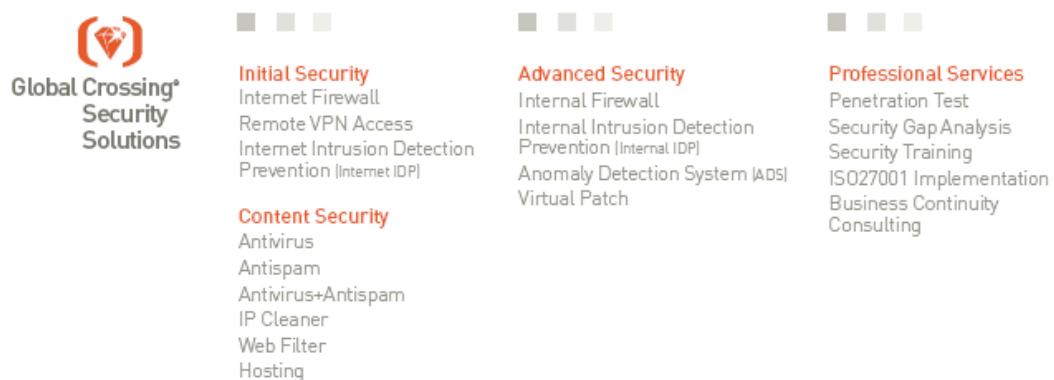 Global Crossing®
Security
Solutions
Initial Security
Internet Firewall
Remote VPN Access
Internet Intrusion Detection
Prevention (Internet IDP)
Content Security
Antivirus
Antispam
Antivirus+Antispam
IP Cleaner
Web Filter
Hosting
Advanced Security
Internal Firewall
Internal Intrusion Detection
Prevention (Internal IDP)
Anomaly Detection System (ADS)
Virtual Patch
Professional Services
Penetration Test
Security Gap Analysis
Security Training
ISO27001 Implementation
Business Continuity
Consulting